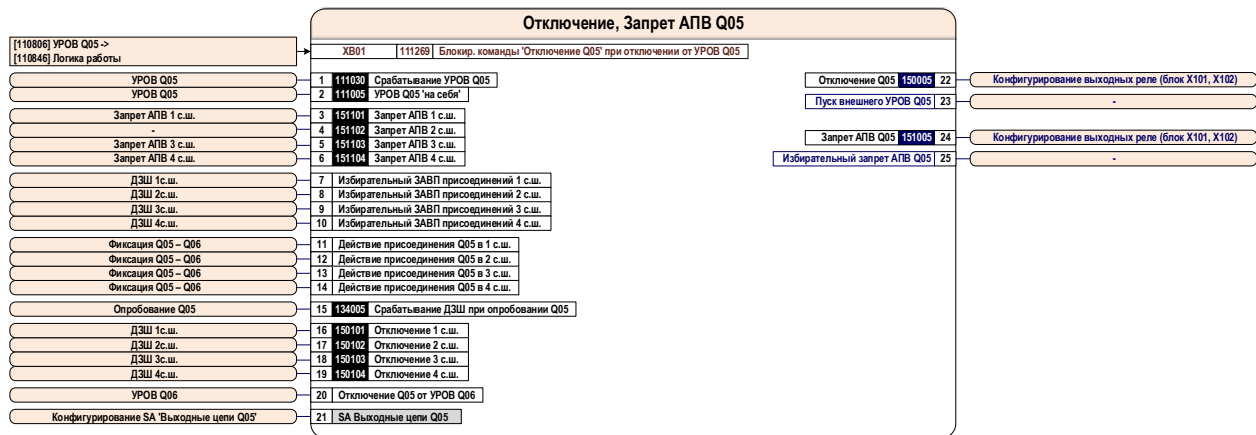 Отключение, Запрет АПВ Q05
[110806] УРОВ Q05 ->
[110846] Логика работы
XB01 111269 Блокир. команды 'Отключение Q05' при отключении от УРОВ Q05
УРОВ Q05 1 111030 Срабатывание УРОВ Q05 Отключение Q05 150005 22 Конфигурирование выходных реле (блок X101, X102)
УРОВ Q05 2 111005 УРОВ Q05 'на себя' Пуск внешнего УРОВ Q05 23 -
Запрет АПВ 1 с.ш. 3 151101 Запрет АПВ 1 с.ш.
- 4 151102 Запрет АПВ 2 с.ш. Запрет АПВ Q05 151005 24 Конфигурирование выходных реле (блок X101, X102)
Запрет АПВ 3 с.ш. 5 151103 Запрет АПВ 3 с.ш.
Запрет АПВ 4 с.ш. 6 151104 Запрет АПВ 4 с.ш. Избирательный запрет АПВ Q05 25 -
ДЗШ 1с.ш. 7 Избирательный ЗАВП присоединений 1 с.ш.
ДЗШ 2с.ш. 8 Избирательный ЗАВП присоединений 2 с.ш.
ДЗШ 3с.ш. 9 Избирательный ЗАВП присоединений 3 с.ш.
ДЗШ 4с.ш. 10 Избирательный ЗАВП присоединений 4 с.ш.
Фиксация Q05 – Q06 11 Действие присоединения Q05 в 1 с.ш.
Фиксация Q05 – Q06 12 Действие присоединения Q05 в 2 с.ш.
Фиксация Q05 – Q06 13 Действие присоединения Q05 в 3 с.ш.
Фиксация Q05 – Q06 14 Действие присоединения Q05 в 4 с.ш.
Опробование Q05 15 134005 Срабатывание ДЗШ при опробовании Q05
ДЗШ 1с.ш. 16 150101 Отключение 1 с.ш.
ДЗШ 2с.ш. 17 150102 Отключение 2 с.ш.
ДЗШ 3с.ш. 18 150103 Отключение 3 с.ш.
ДЗШ 4с.ш. 19 150104 Отключение 4 с.ш.
УРОВ Q06 20 Отключение Q05 от УРОВ Q06
Конфигурирование SA 'Выходные цепи Q05' 21 SA Выходные цепи Q05